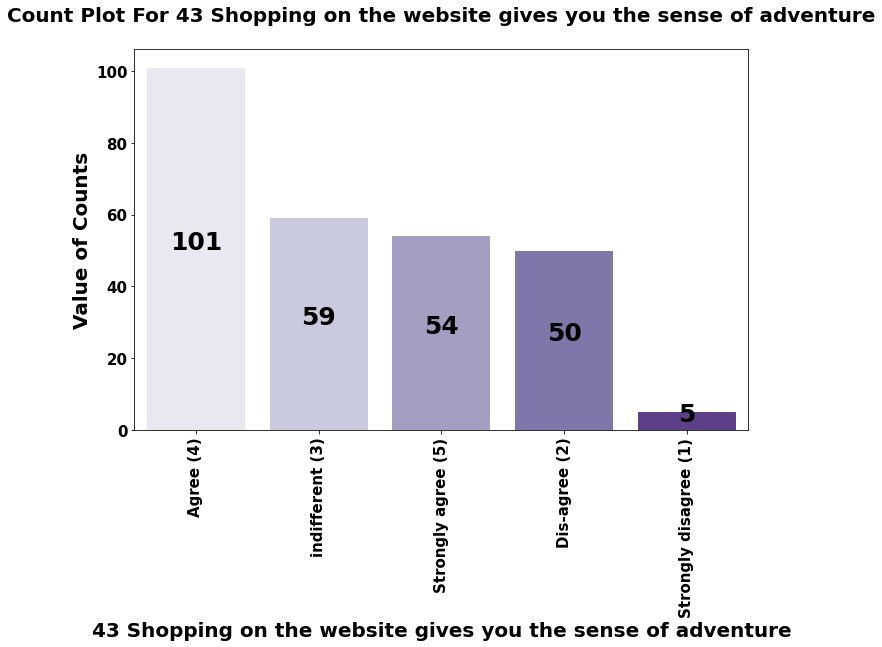 Count Plot For 43 Shopping on the website gives you the sense of adventure
Value of Counts
100
80
60
40
20
0
101
59
54
50
5
Agree (4)
indifferent (3)
Strongly agree (5)
Dis-agree (2)
Strongly disagree (1)
43 Shopping on the website gives you the sense of adventure